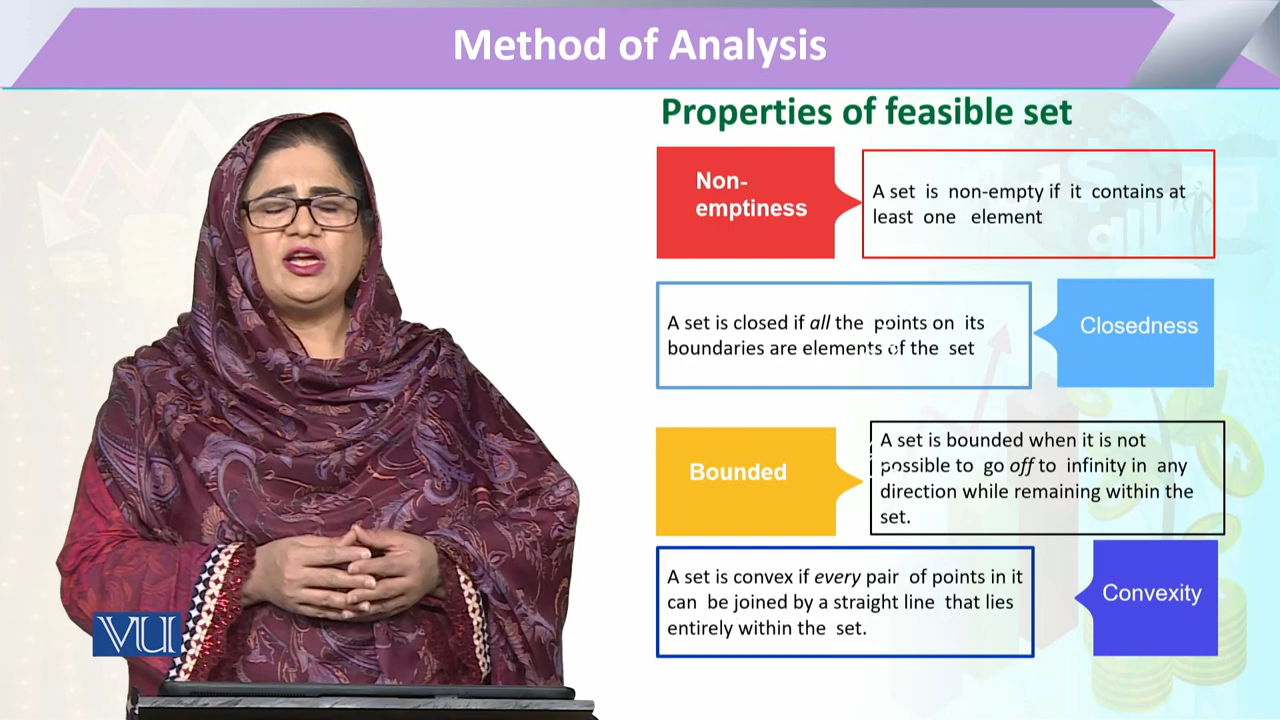 Method of Analysis
Properties of feasible set
Non-
emptiness
A set is non-empty if it contains at
least one element
A set is closed if all the points on its
boundaries are elements of the set
Closedness
Bounded
A set is bounded when it is not
possible to go off to infinity in any
direction while remaining within the
set.
A set is convex if every pair of points in it
can be joined by a straight line that lies
entirely within the set.
Convexity
VU